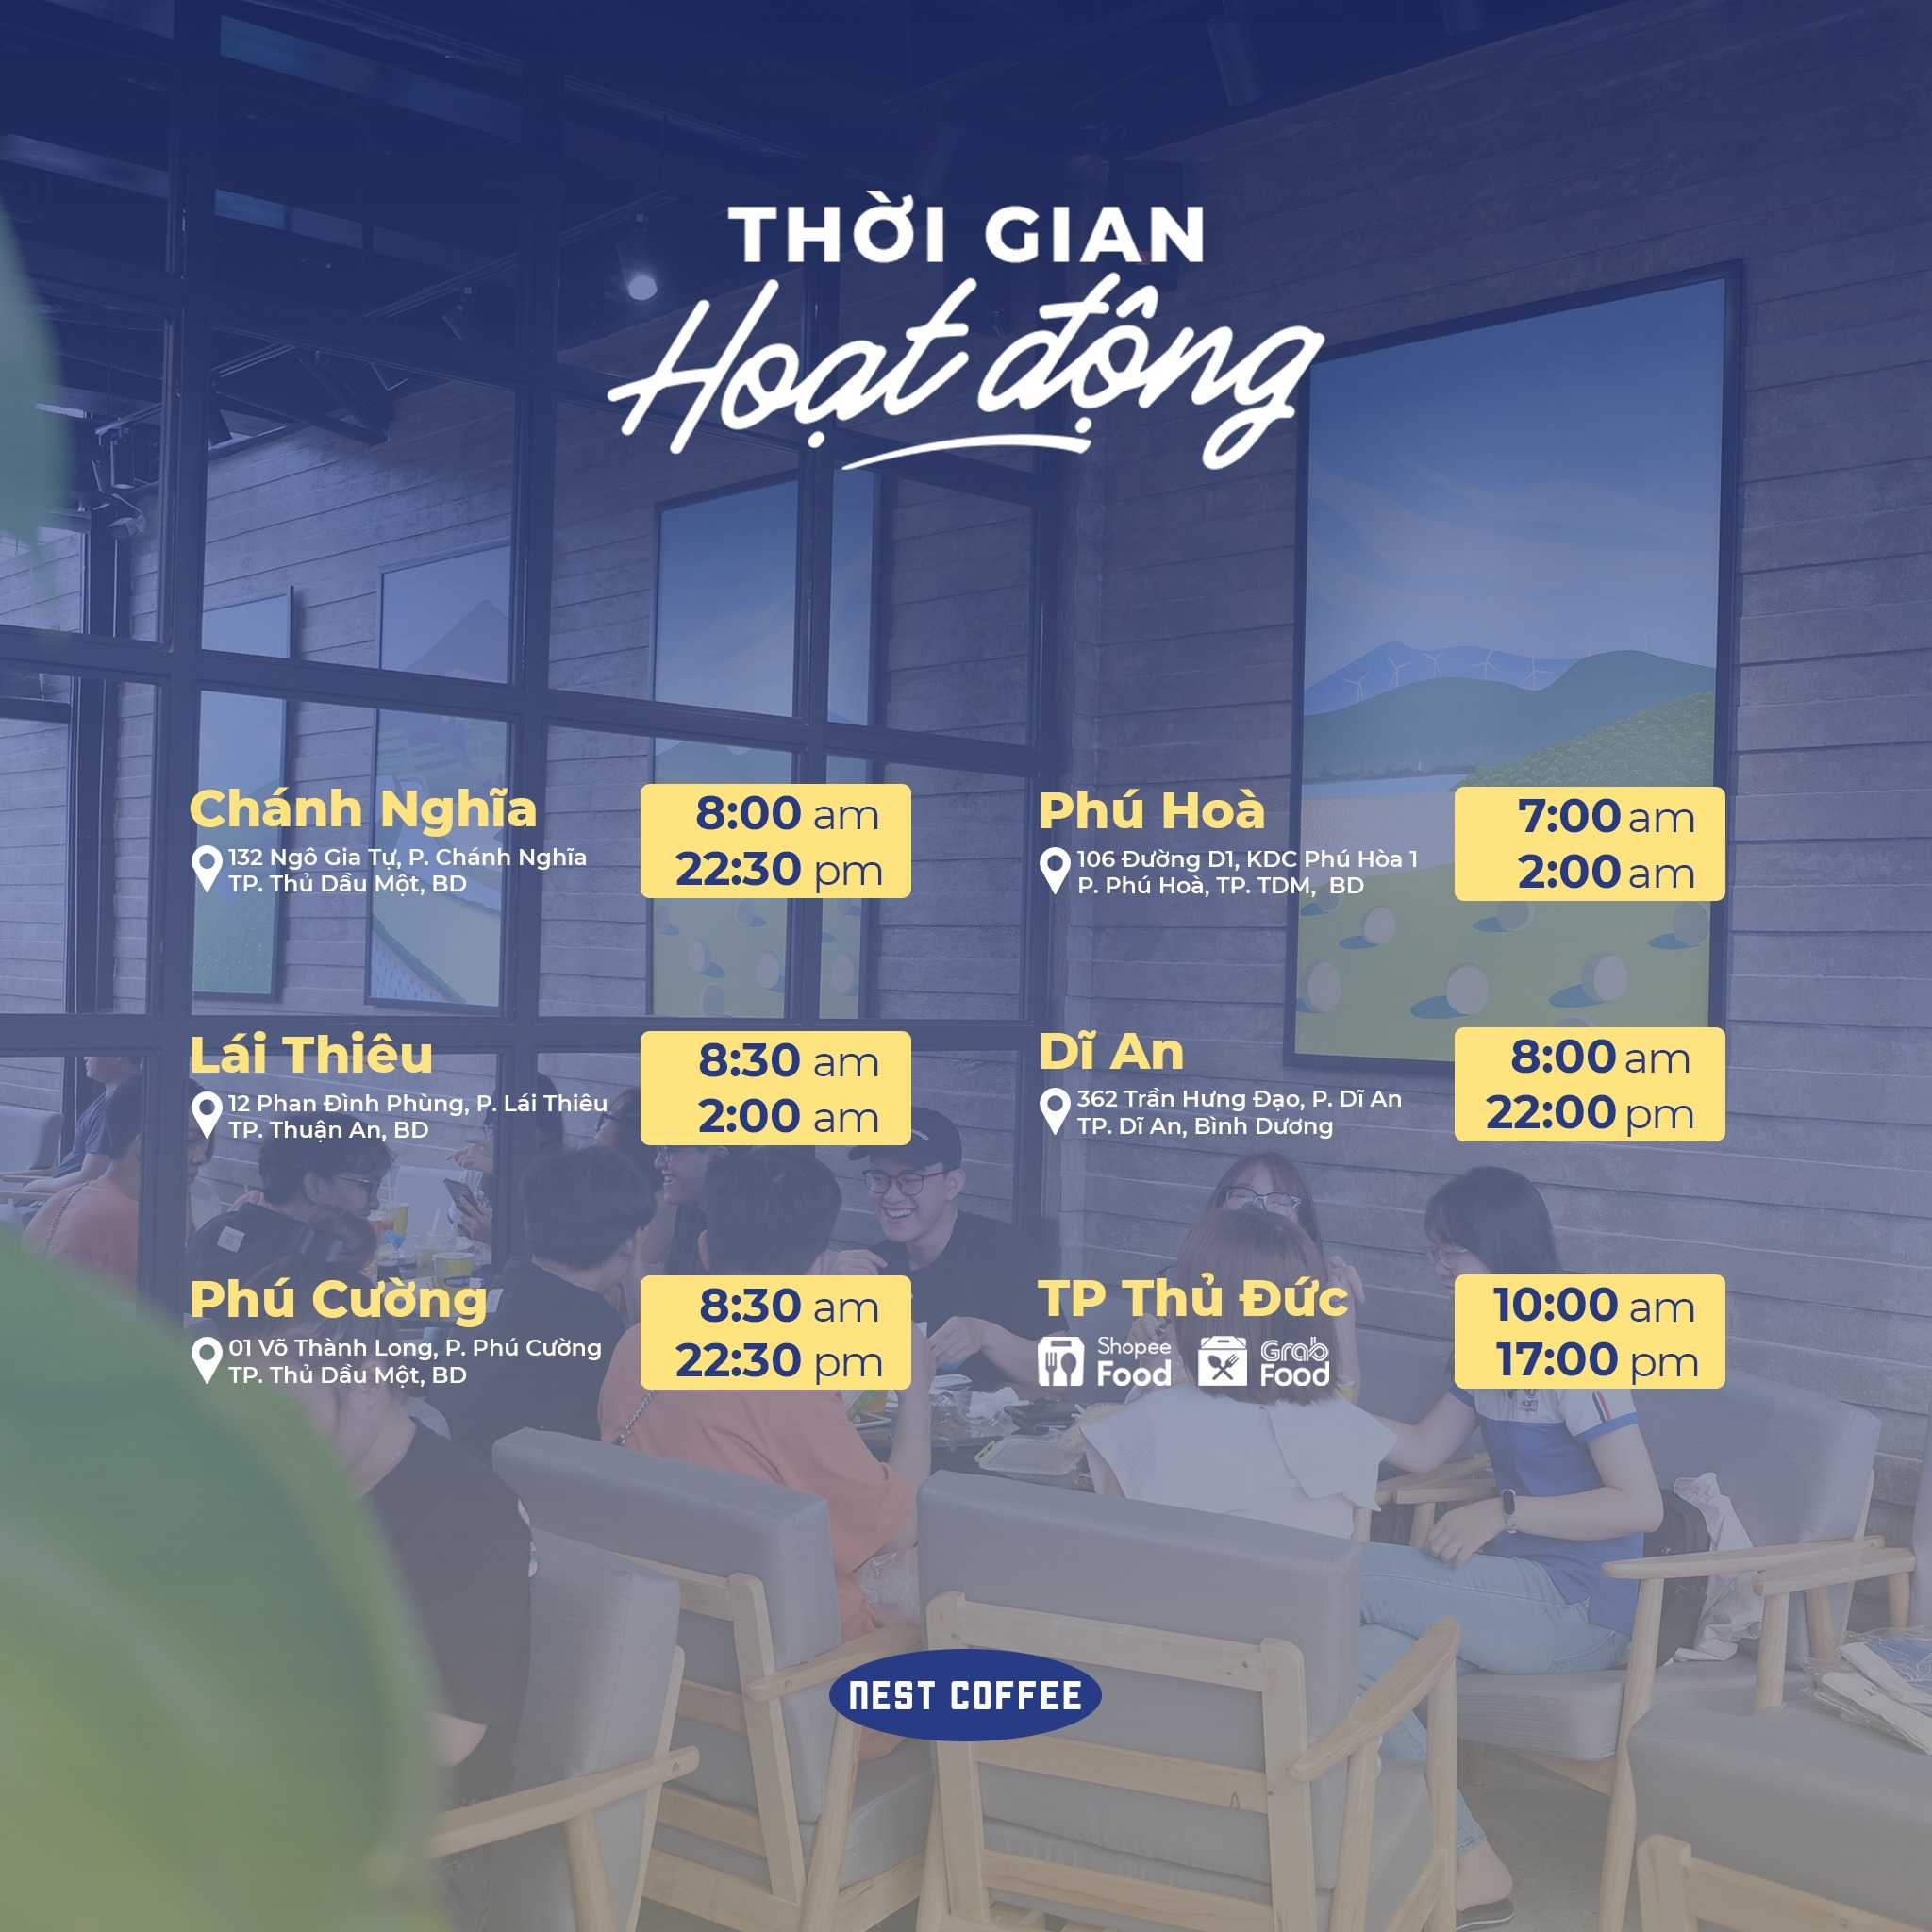 THỜI GIAN
Hoạt động
Chánh Nghĩa
132 Ngô Gia Tự, P. Chánh Nghĩa
TP. Thủ Dầu Một, BD
8:00 am
22:30 pm
Phú Hoà
106 Đường D1, KDC Phú Hòa 1
P. Phú Hoà, TP. TDM, BD
7:00 am
2:00 am
Lái Thiêu
12 Phan Đình Phùng, P. Lái Thiêu
TP. Thuận An, BD
8:30 am
2:00 am
Dĩ An
362 Trần Hưng Đạo, P. Dĩ An
TP. Dĩ An, Bình Dương
8:00 am
22:00 pm
Phú Cường
01 Võ Thành Long, P. Phú Cường
TP. Thủ Dầu Một, BD
8:30 am
22:30 pm
TP Thủ Đức
Shopee
Food
Grab
Food
10:00 am
17:00 pm
NEST COFFEE